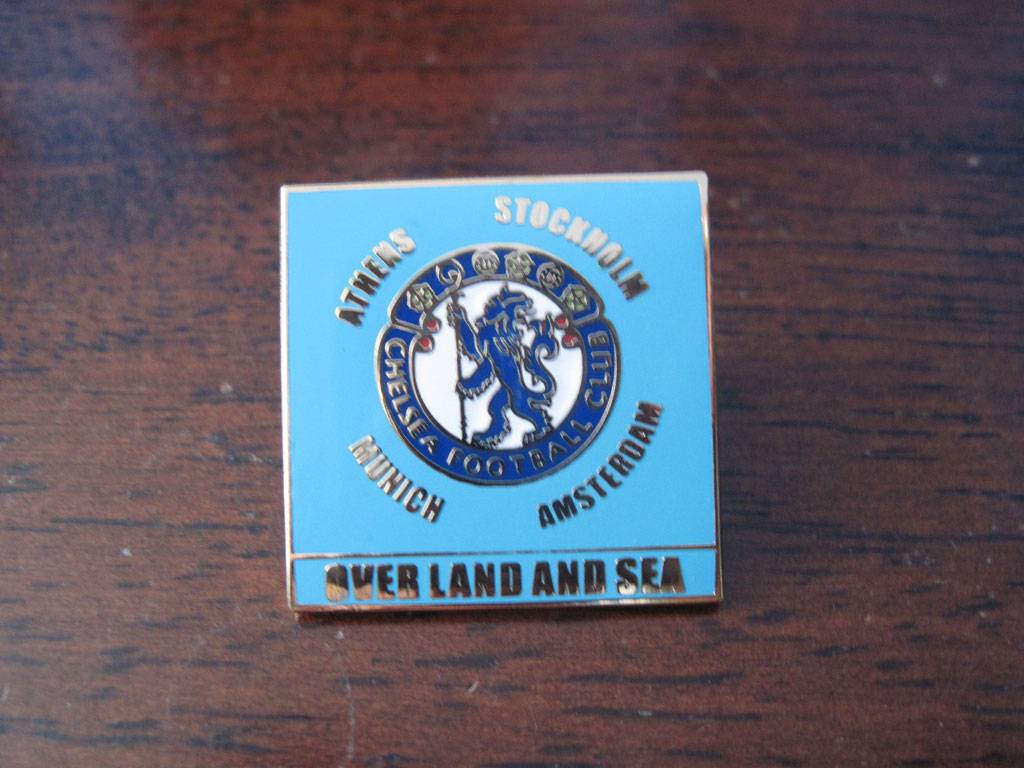 ATHENS
STOCKHOLM
CHELSEA FOOTBALL CLUB
MUNICH
AMSTERDAM
OVER LAND AND SEA